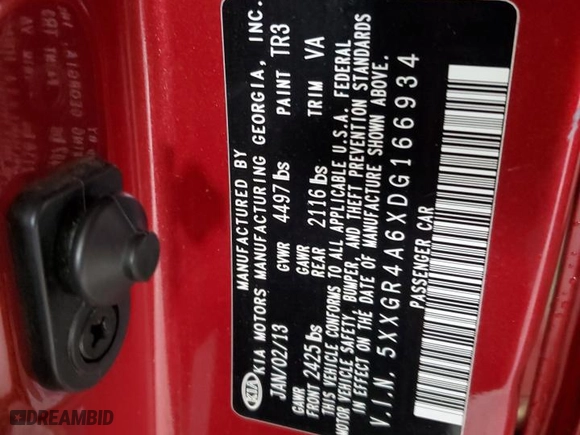 MANUFACTURED BY
KIA KIA MOTORS MANUFACTURING GEORGIA, INC.
JAN/02/13 GVWR 4497 lbs PAINT TR3
GAWR FRONT 2425 lbs GAWR REAR 2116 lbs TRIM VA
THIS VEHICLE CONFORMS TO ALL APPLICABLE U.S.A. FEDERAL
MOTOR VEHICLE SAFETY, BUMPER, AND THEFT PREVENTION STANDARDS
IN EFFECT ON THE DATE OF MANUFACTURE SHOWN ABOVE.
V.I.N. 5XXGR4A6XDG166934
PASSENGER CAR
DREAMBID